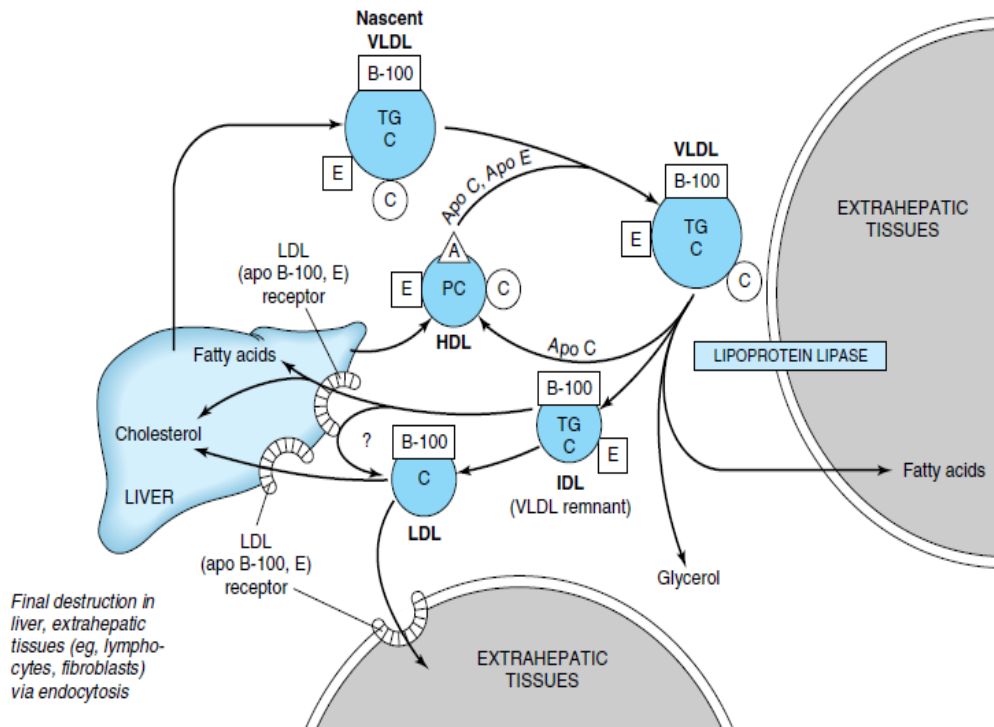 Nascent
VLDL
B-100
TG
C
E
C
Apo C, Apo E
VLDL
B-100
TG
C
E
C
EXTRAHEPATIC
TISSUES
LDL
(apo B-100, E)
receptor
A
E
PC
C
HDL
Apo C
LIPOPROTEIN LIPASE
Fatty acids
B-100
TG
C
E
IDL
(VLDL remnant)
Cholesterol
?
B-100
C
LDL
LIVER
Fatty acids
LDL
(apo B-100, E)
receptor
Glycerol
Final destruction in
liver, extrahepatic
tissues (eg, lympho-
cytes, fibroblasts)
via endocytosis
EXTRAHEPATIC
TISSUES